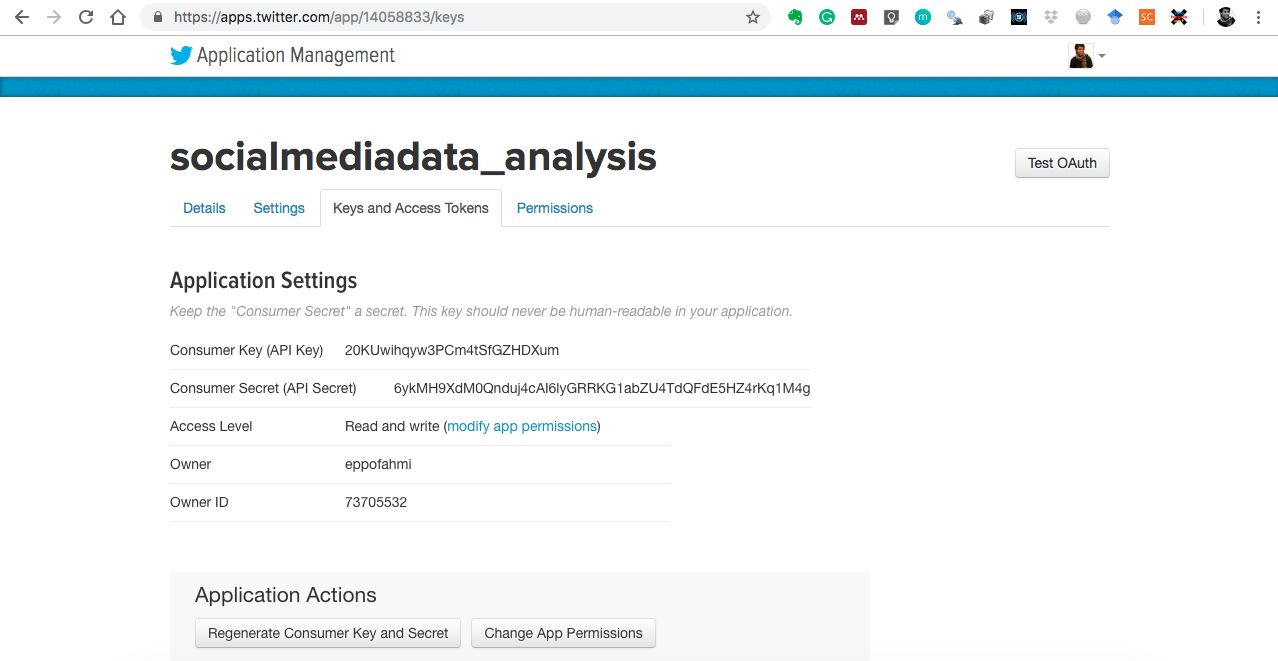 https://apps.twitter.com/app/14058833/keys
SC
Application Management
socialmediadata_analysis
Test OAuth
Details Settings Keys and Access Tokens Permissions
Application Settings
Keep the "Consumer Secret" a secret. This key should never be human-readable in your application.
Consumer Key (API Key) 20KUwihqyw3PCm4tSfGZHDXum
Consumer Secret (API Secret) 6ykMH9XdM0Qnduj4cAI6lyGRRKG1abZU4TdQFdE5HZ4rKq1M4g
Access Level Read and write (modify app permissions)
Owner eppofahmi
Owner ID 73705532
Application Actions
Regenerate Consumer Key and Secret Change App Permissions